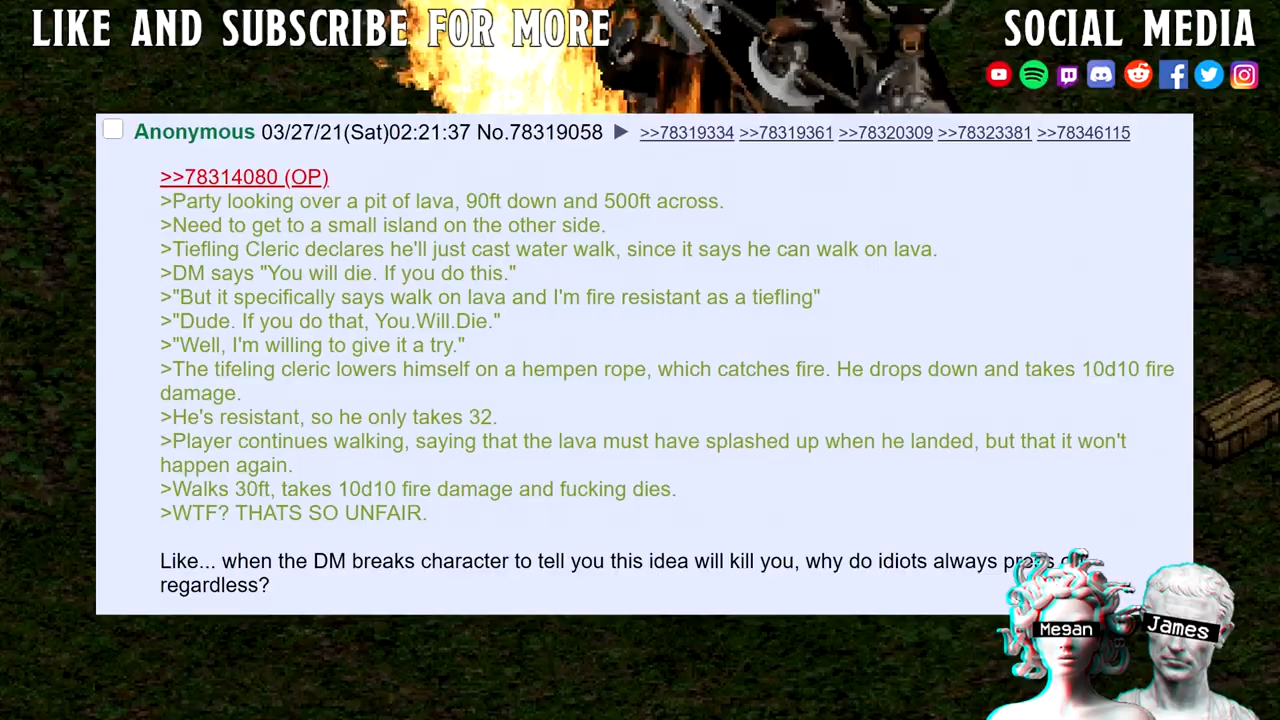 LIKE AND SUBSCRIBE FOR MORE
SOCIAL MEDIA
Anonymous 03/27/21(Sat)02:21:37 No.78319058 ▶ >>78319334 >>78319361 >>78320309 >>78323381 >>78346115
>>78314080 (OP)
>Party looking over a pit of lava, 90ft down and 500ft across.
>Need to get to a small island on the other side.
>Tiefling Cleric declares he'll just cast water walk, since it says he can walk on lava.
>DM says "You will die. If you do this."
>"But it specifically says walk on lava and I'm fire resistant as a tiefling"
>"Dude. If you do that, You.Will.Die."
>"Well, I'm willing to give it a try."
>The tifeling cleric lowers himself on a hempen rope, which catches fire. He drops down and takes 10d10 fire
damage.
>He's resistant, so he only takes 32.
>Player continues walking, saying that the lava must have splashed up when he landed, but that it won't
happen again.
>Walks 30ft, takes 10d10 fire damage and fucking dies.
>WTF? THATS SO UNFAIR.
Like... when the DM breaks character to tell you this idea will kill you, why do idiots always press
regardless?
Megan
James